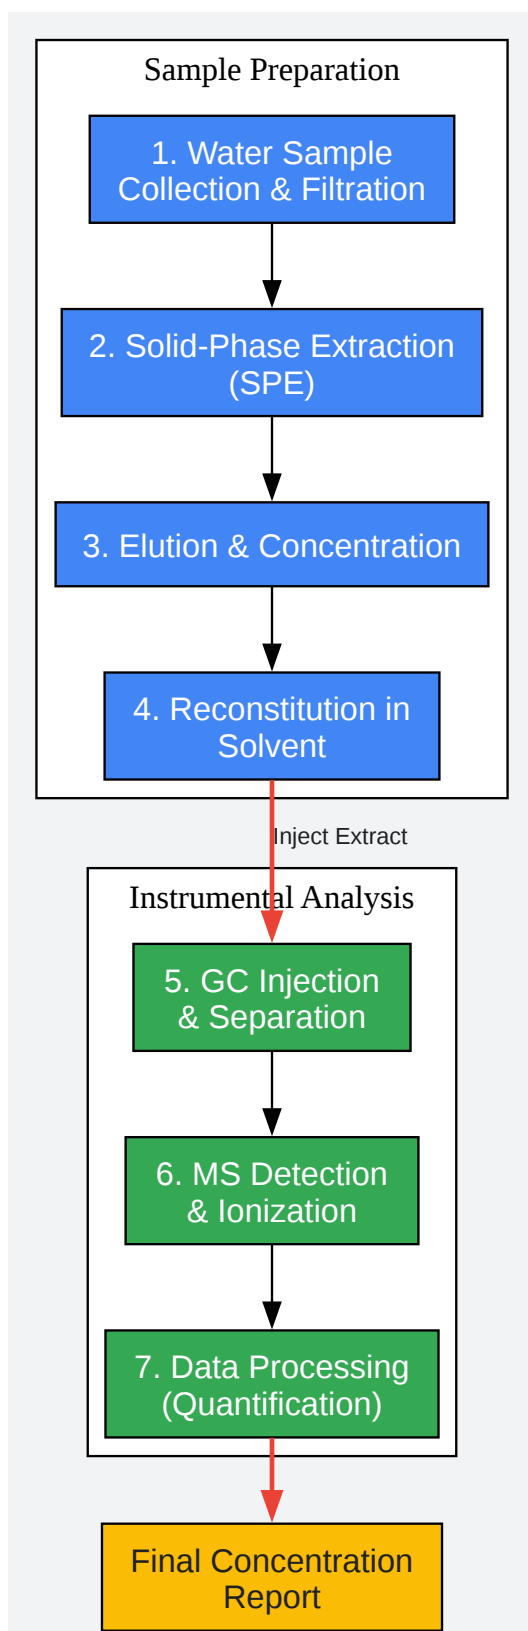 Sample Preparation
1. Water Sample
Collection & Filtration
2. Solid-Phase Extraction
(SPE)
3. Elution & Concentration
4. Reconstitution in
Solvent
Inject Extract
Instrumental Analysis
5. GC Injection
& Separation
6. MS Detection
& Ionization
7. Data Processing
(Quantification)
Final Concentration
Report